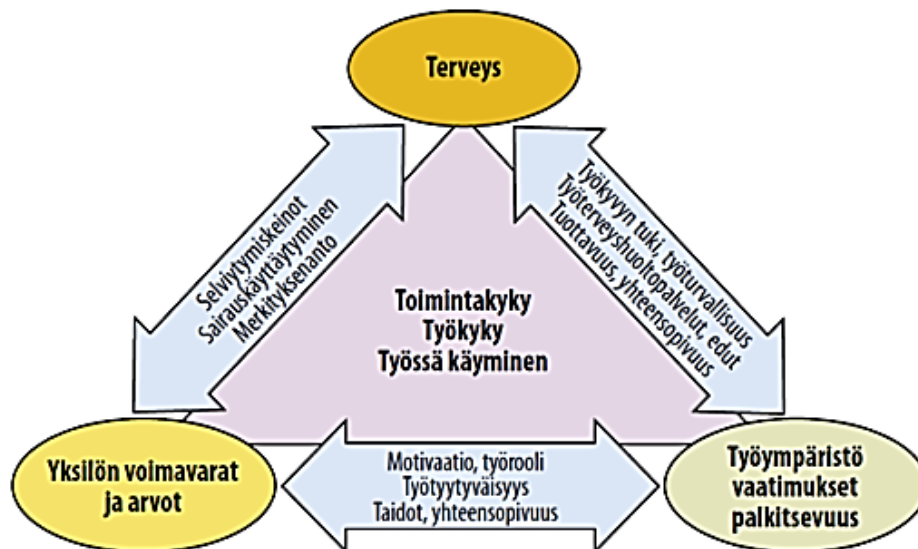 Terveys
Selviytymiskeinot
Sairauskäyttäytyminen
Merkityksenanto
Työkyvyn tuki, työturvallisuus
Työterveyshuoltopalvelut, edut
Tuottavuus, yhteensopivuus
Toimintakyky
Työkyky
Työssä käyminen
Yksilön voimavarat
ja arvot
Motivaatio, työrooli
Työtyytyväisyys
Taidot, yhteensopivuus
Työympäristö
vaatimukset
palkitsevuus